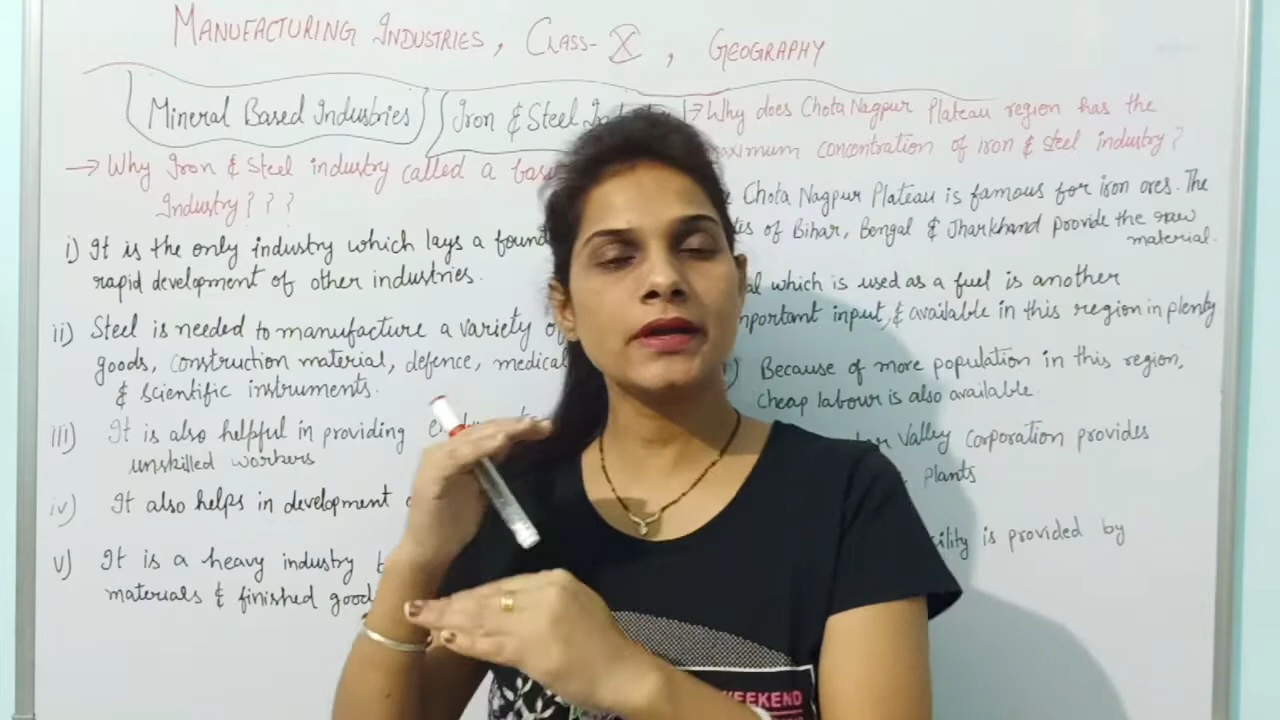 MANUFACTURING INDUSTRIES, CLASS-X, GEOGRAPHY
Mineral Based Industries
Iron & Steel
→ Why Iron & Steel industry called a
Industry???
i) It is the only industry which lays a
rapid development of other industries.
ii) Steel is needed to manufacture a variety of
goods, construction material, defence, medical
& scientific instruments.
iii) It is also helpful in providing
unskilled workers
iv) It also helps in development
v) It is a heavy industry
materials & finished good
→ Why does Chota Nagpur Plateau region has the
concentration of iron & steel industry?
Chota Nagpur Plateau is famous for iron ores. The
of Bihar, Bengal & Jharkhand provide the raw
material.
which is used as a fuel is another
important input, & available in this region in plenty
Because of more population in this region,
cheap labour is also available
Valley Corporation provides
plants
is provided by
WEEKEND